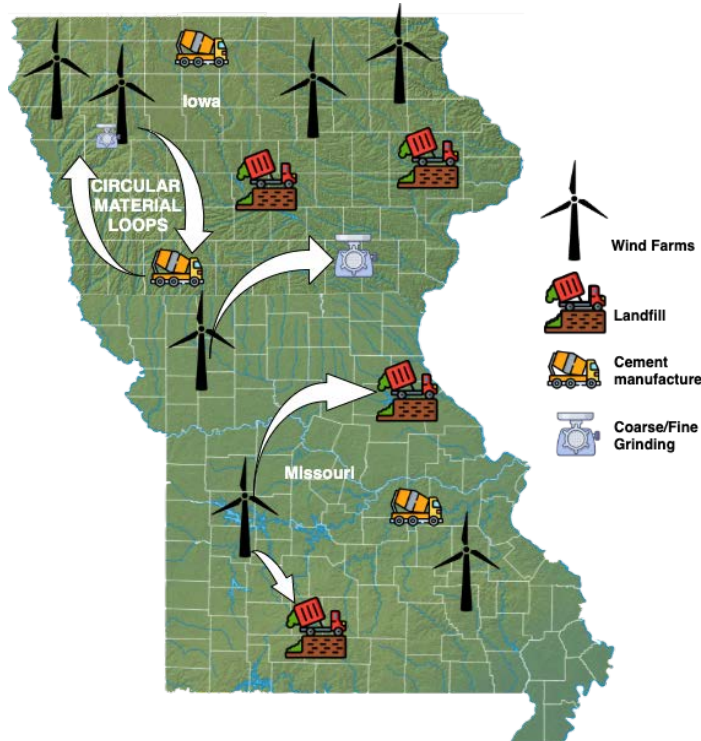 Iowa
CIRCULAR
MATERIAL
LOOPS
Wind Farms
Landfill
Cement
manufacture
Coarse/Fine
Grinding
Missouri